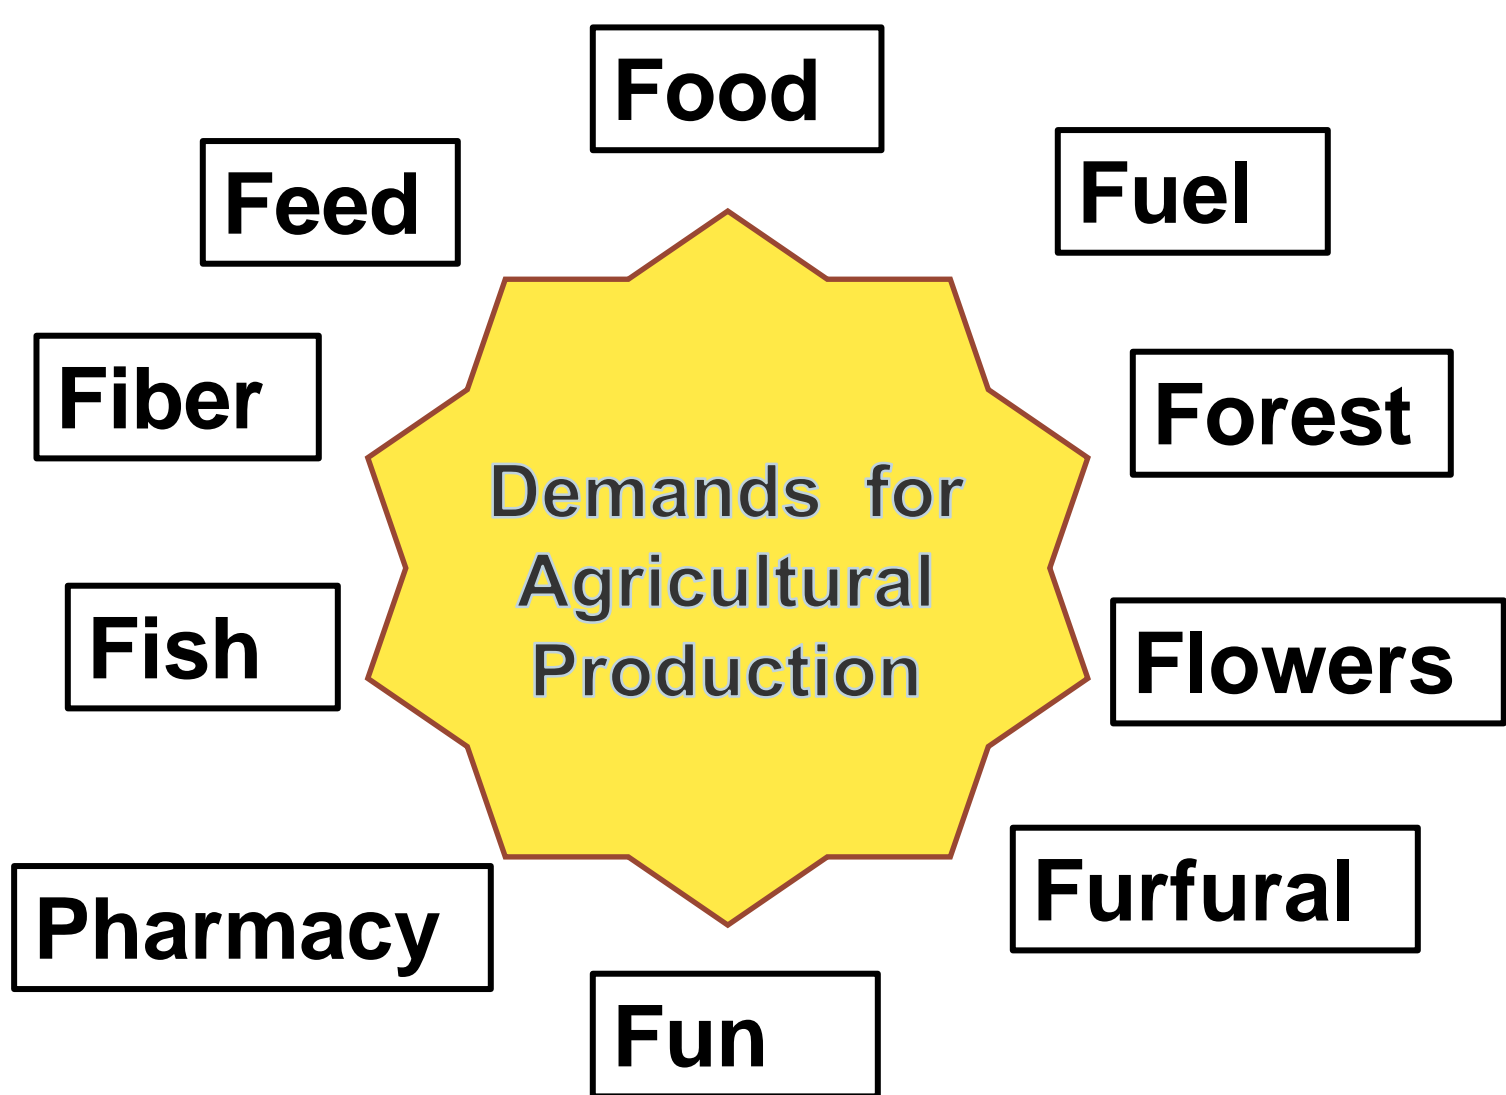 Food
Feed
Fuel
Fiber
Forest
Demands for
Agricultural
Production
Fish
Flowers
Furfural
Pharmacy
Fun